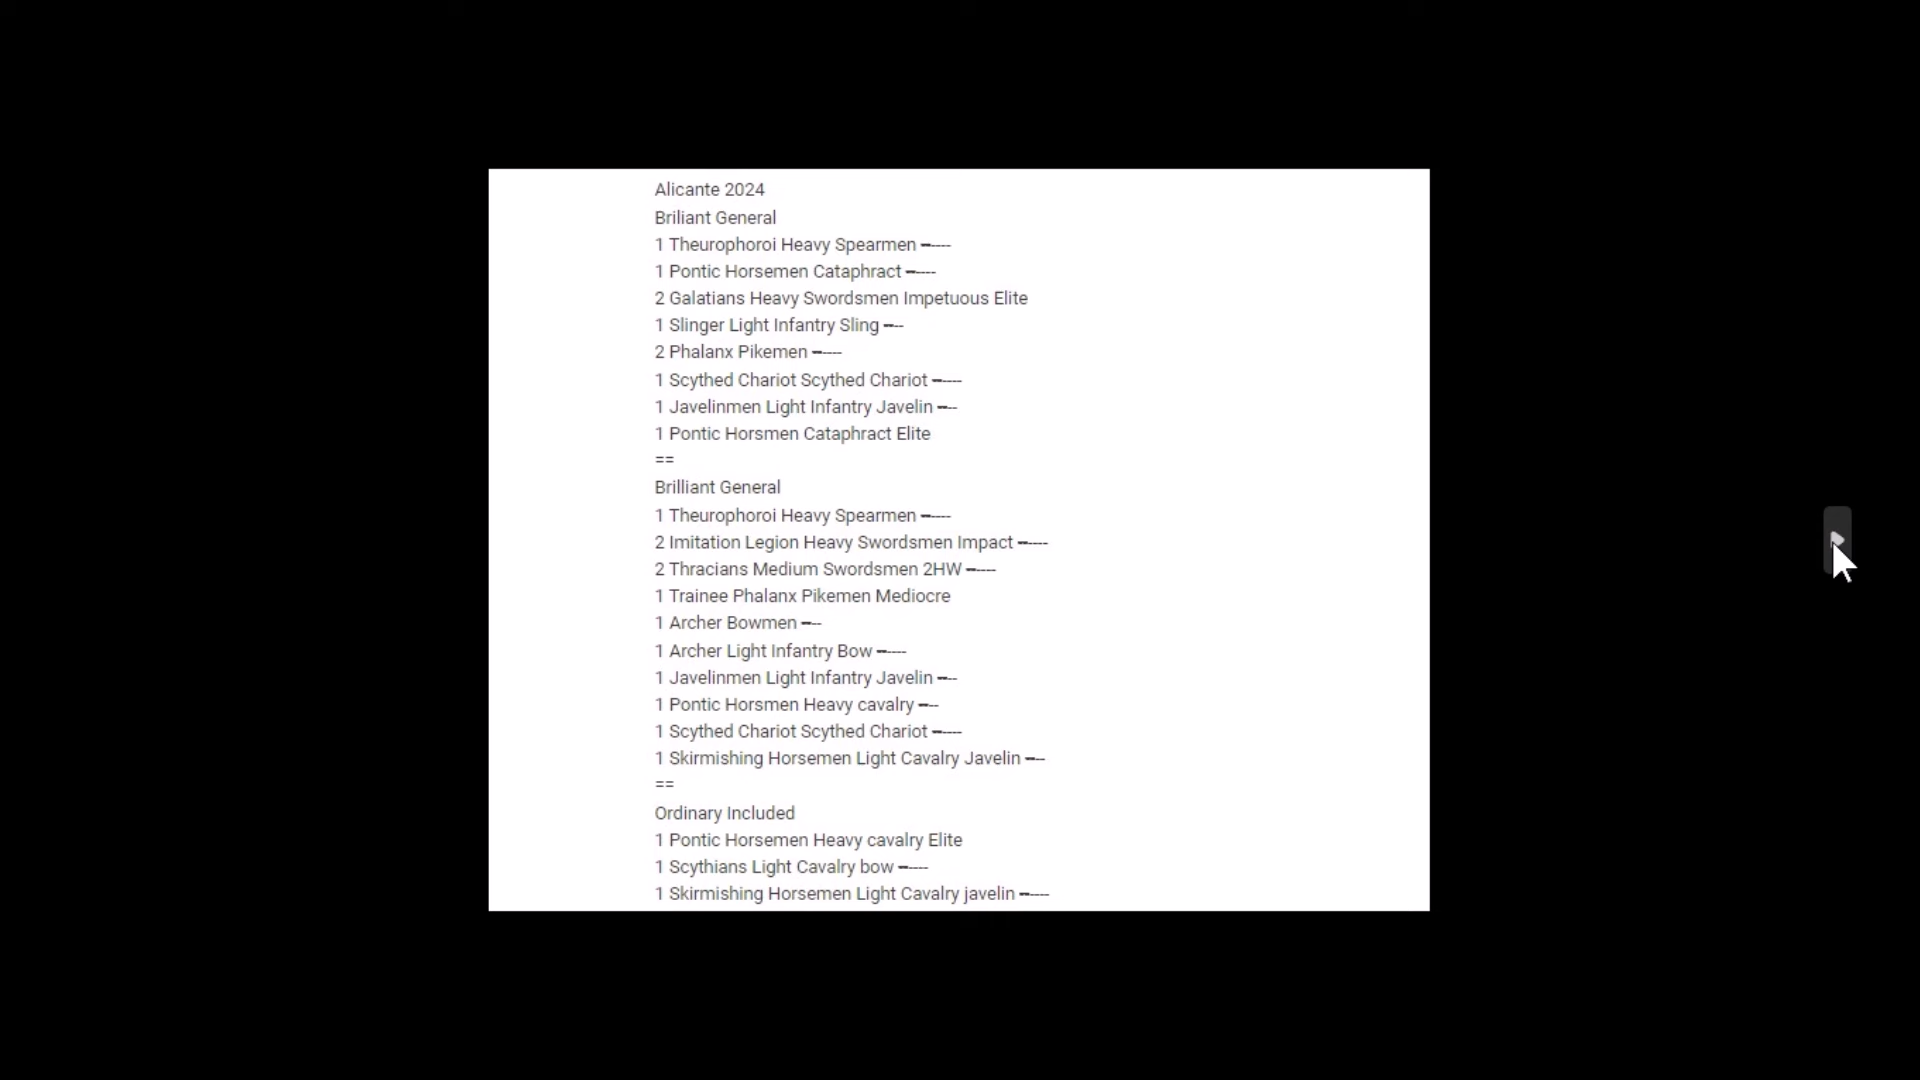 Alicante 2024
Briliant General
1 Theurophoroi Heavy Spearmen –----
1 Pontic Horsemen Cataphract –----
2 Galatians Heavy Swordsmen Impetuous Elite
1 Slinger Light Infantry Sling –--
2 Phalanx Pikemen –----
1 Scythed Chariot Scythed Chariot –----
1 Javelinmen Light Infantry Javelin –--
1 Pontic Horsmen Cataphract Elite
==
Brilliant General
1 Theurophoroi Heavy Spearmen –----
2 Imitation Legion Heavy Swordsmen Impact –----
2 Thracians Medium Swordsmen 2HW –----
1 Trainee Phalanx Pikemen Mediocre
1 Archer Bowmen –--
1 Archer Light Infantry Bow –----
1 Javelinmen Light Infantry Javelin –--
1 Pontic Horsmen Heavy cavalry –--
1 Scythed Chariot Scythed Chariot –----
1 Skirmishing Horsemen Light Cavalry Javelin –--
==
Ordinary Included
1 Pontic Horsemen Heavy cavalry Elite
1 Scythians Light Cavalry bow –----
1 Skirmishing Horsemen Light Cavalry javelin –----